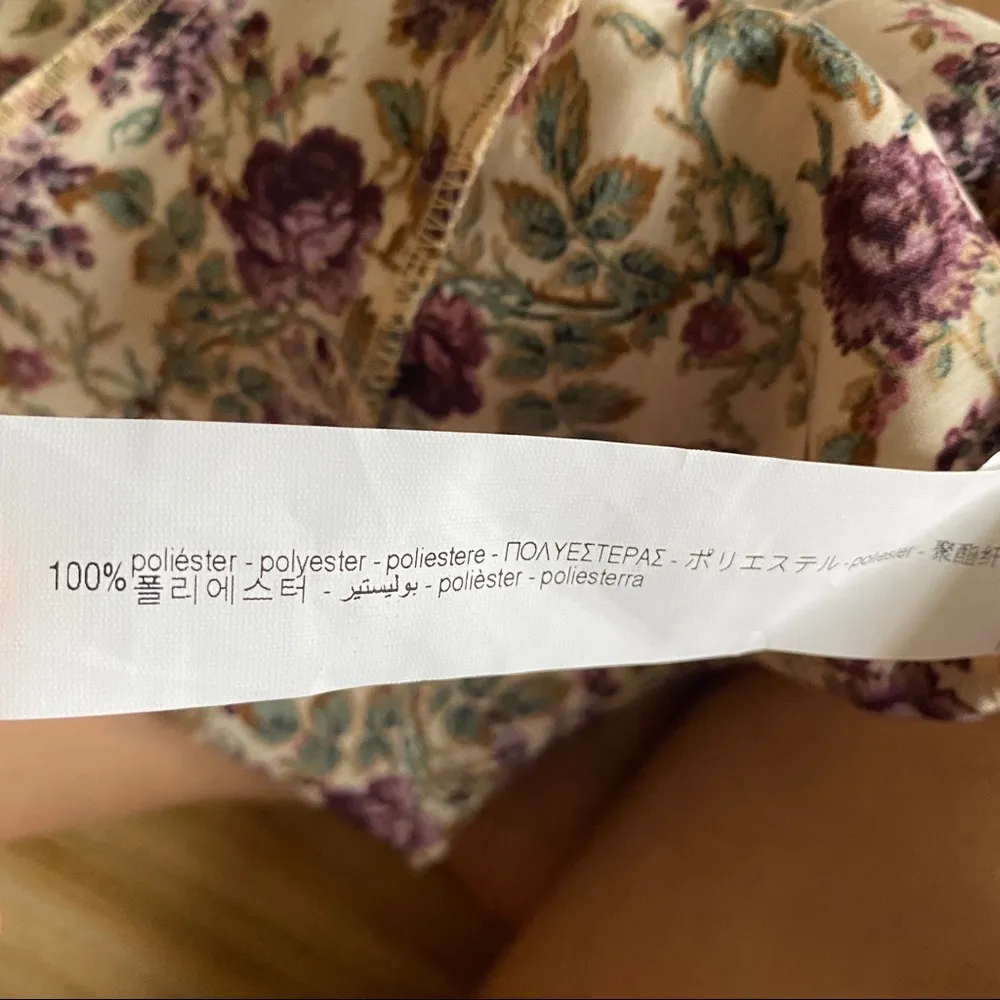 100% poliéster - polyester - poliestere - ΠΟΛΥΕΣΤΕΡΑΣ - ポリエステル - poliester - 聚酯纤
폴리에스터 - بوليستير - polièster - poliesterra